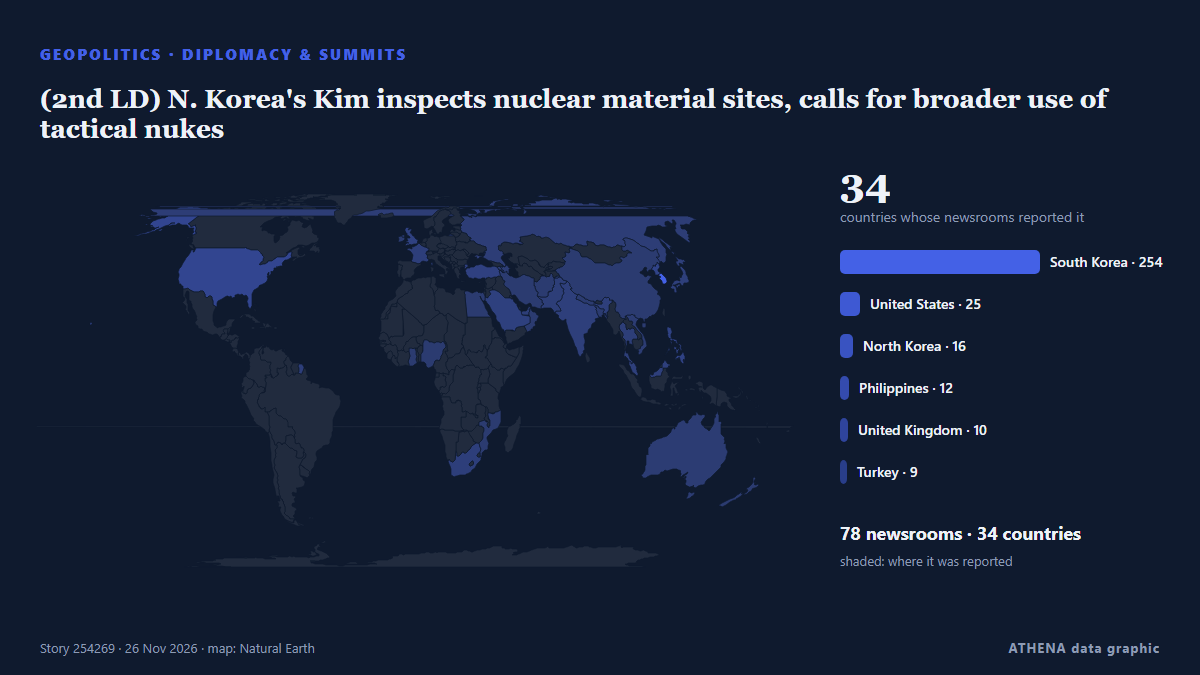 GEOPOLITICS · DIPLOMACY & SUMMITS
(2nd LD) N. Korea's Kim inspects nuclear material sites, calls for broader use of
tactical nukes
34
countries whose newsrooms reported it
South Korea · 254
United States · 25
North Korea · 16
Philippines · 12
United Kingdom · 10
Turkey · 9
78 newsrooms · 34 countries
shaded: where it was reported
Story 254269 · 26 Nov 2026 · map: Natural Earth
ATHENA data graphic